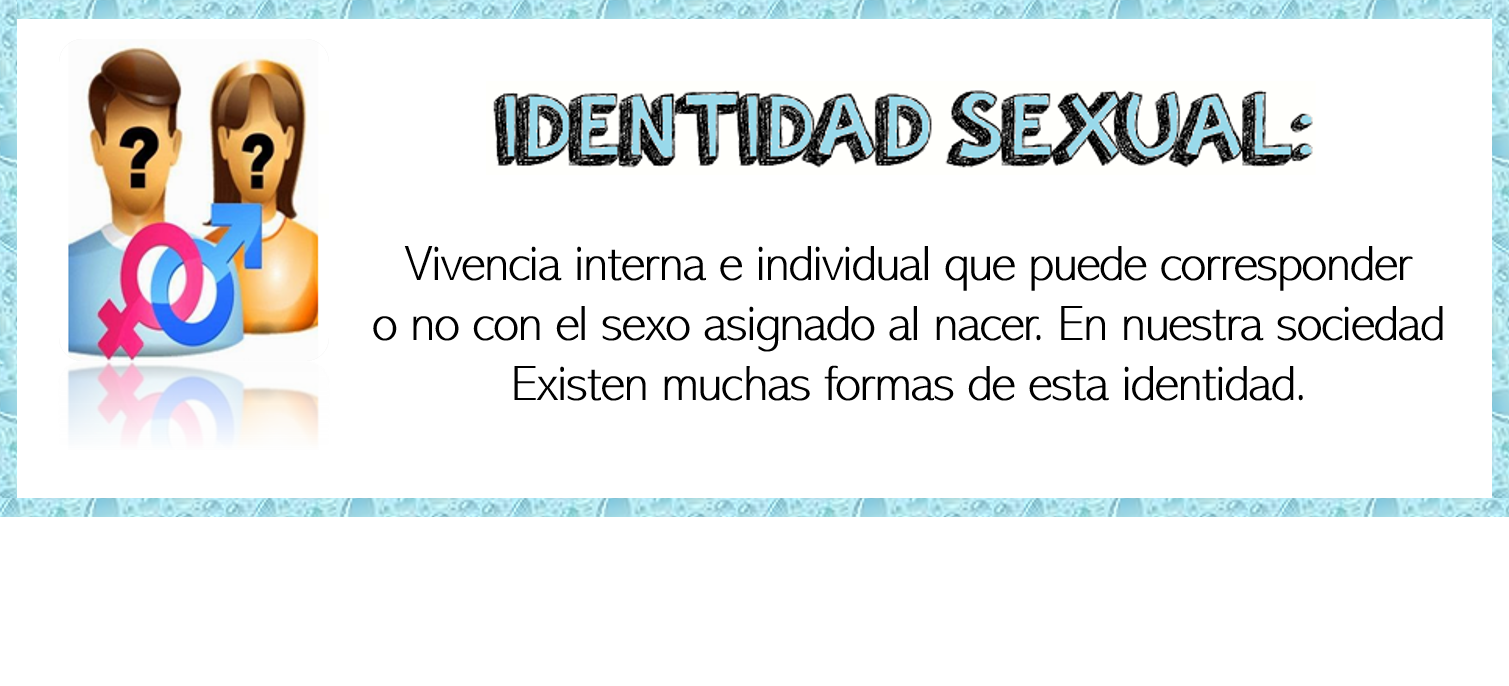 ? ?
IDENTIDAD SEXUAL:
Vivencia interna e individual que puede corresponder
o no con el sexo asignado al nacer. En nuestra sociedad
Existen muchas formas de esta identidad.